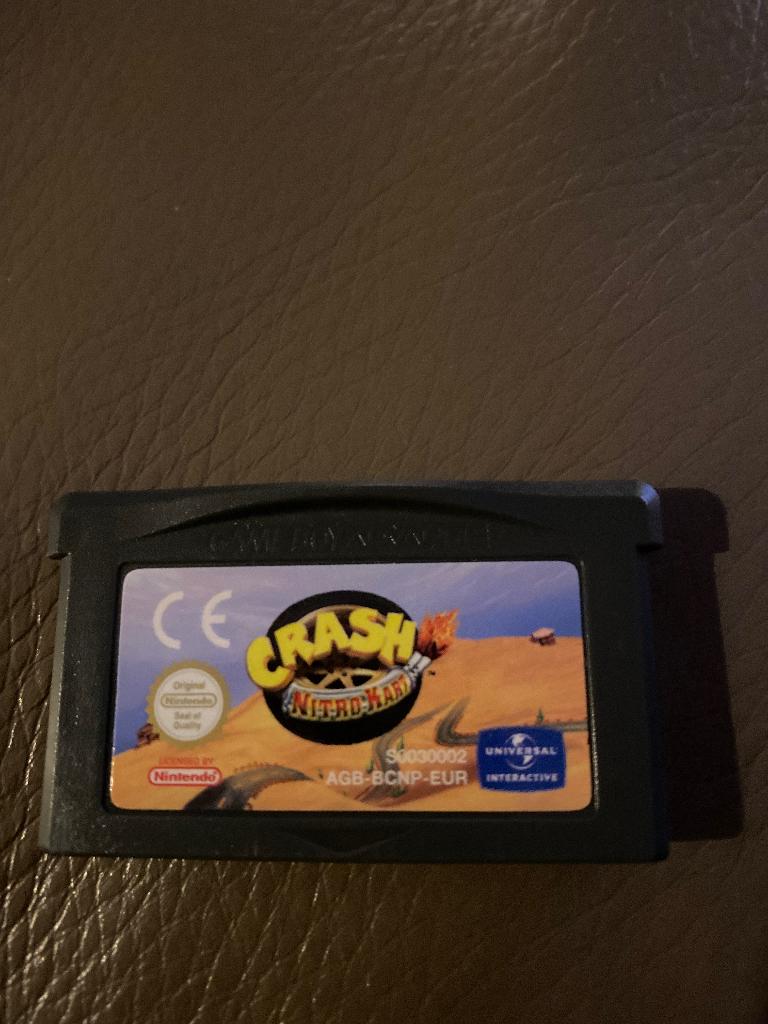 GAME BOY ADVANCE
CE
CRASH
NITRO KART
TM
Original
Nintendo
Seal of
Quality
LICENSED BY
Nintendo
S0030002
AGB-BCNP-EUR
UNIVERSAL
INTERACTIVE